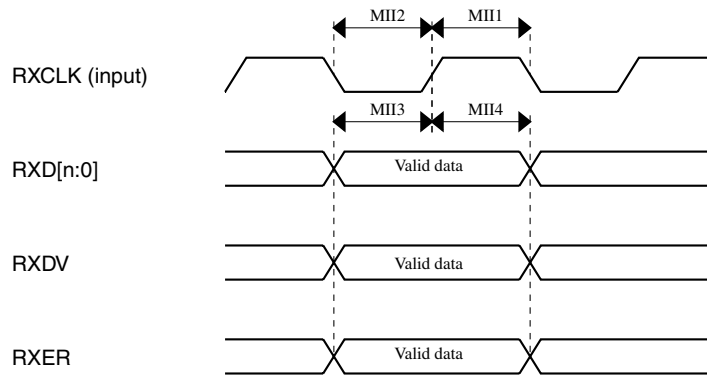 MII2 MII1
RXCLK (input)
MII3 MII4
RXD[n:0] Valid data
RXDV Valid data
RXER Valid data